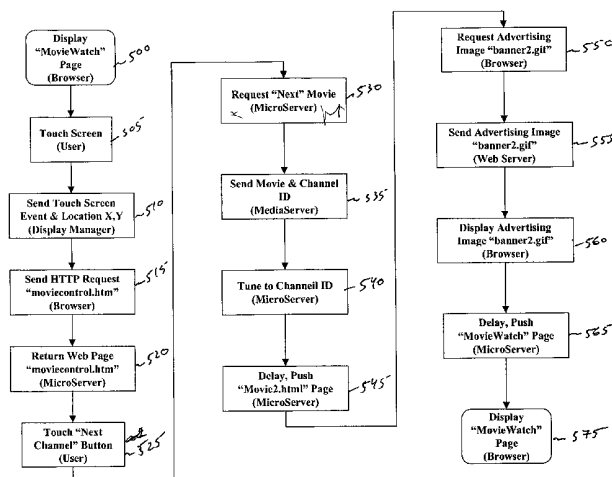 Display
"MovieWatch"
Page
(Browser)
500
Touch Screen
(User)
505
Send Touch Screen
Event & Location X,Y
(Display Manager)
510
Send HTTP Request
"moviecontrol.htm"
(Browser)
515
Return Web Page
"moviecontrol.htm"
(MicroServer)
520
Touch "Next
Channel" Button
(User)
525
Request "Next" Movie
(MicroServer)
530
Send Movie & Channel
ID
(MediaServer)
535
Tune to Channeil ID
(MicroServer)
540
Delay, Push
"Movie2.html" Page
(MicroServer)
545
Request Advertising
Image "banner2.gif"
(Browser)
550
Send Advertising Image
"banner2.gif"
(Web Server)
555
Display Advertising
Image "banner2.gif"
(Browser)
560
Delay, Push
"MovieWatch" Page
(MicroServer)
565
Display
"MovieWatch"
Page
(Browser)
575